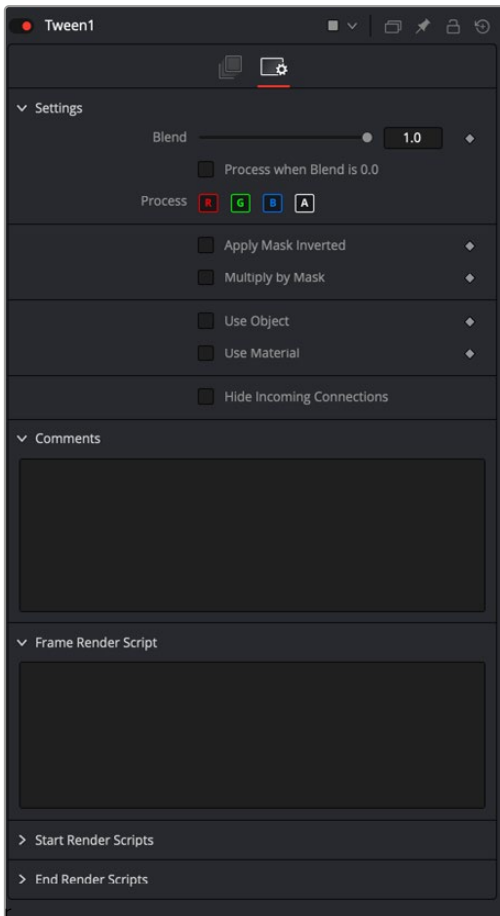 Tween1
Settings
Blend 1.0
Process when Blend is 0.0
Process R G B A
Apply Mask Inverted
Multiply by Mask
Use Object
Use Material
Hide Incoming Connections
Comments
Frame Render Script
Start Render Scripts
End Render Scripts